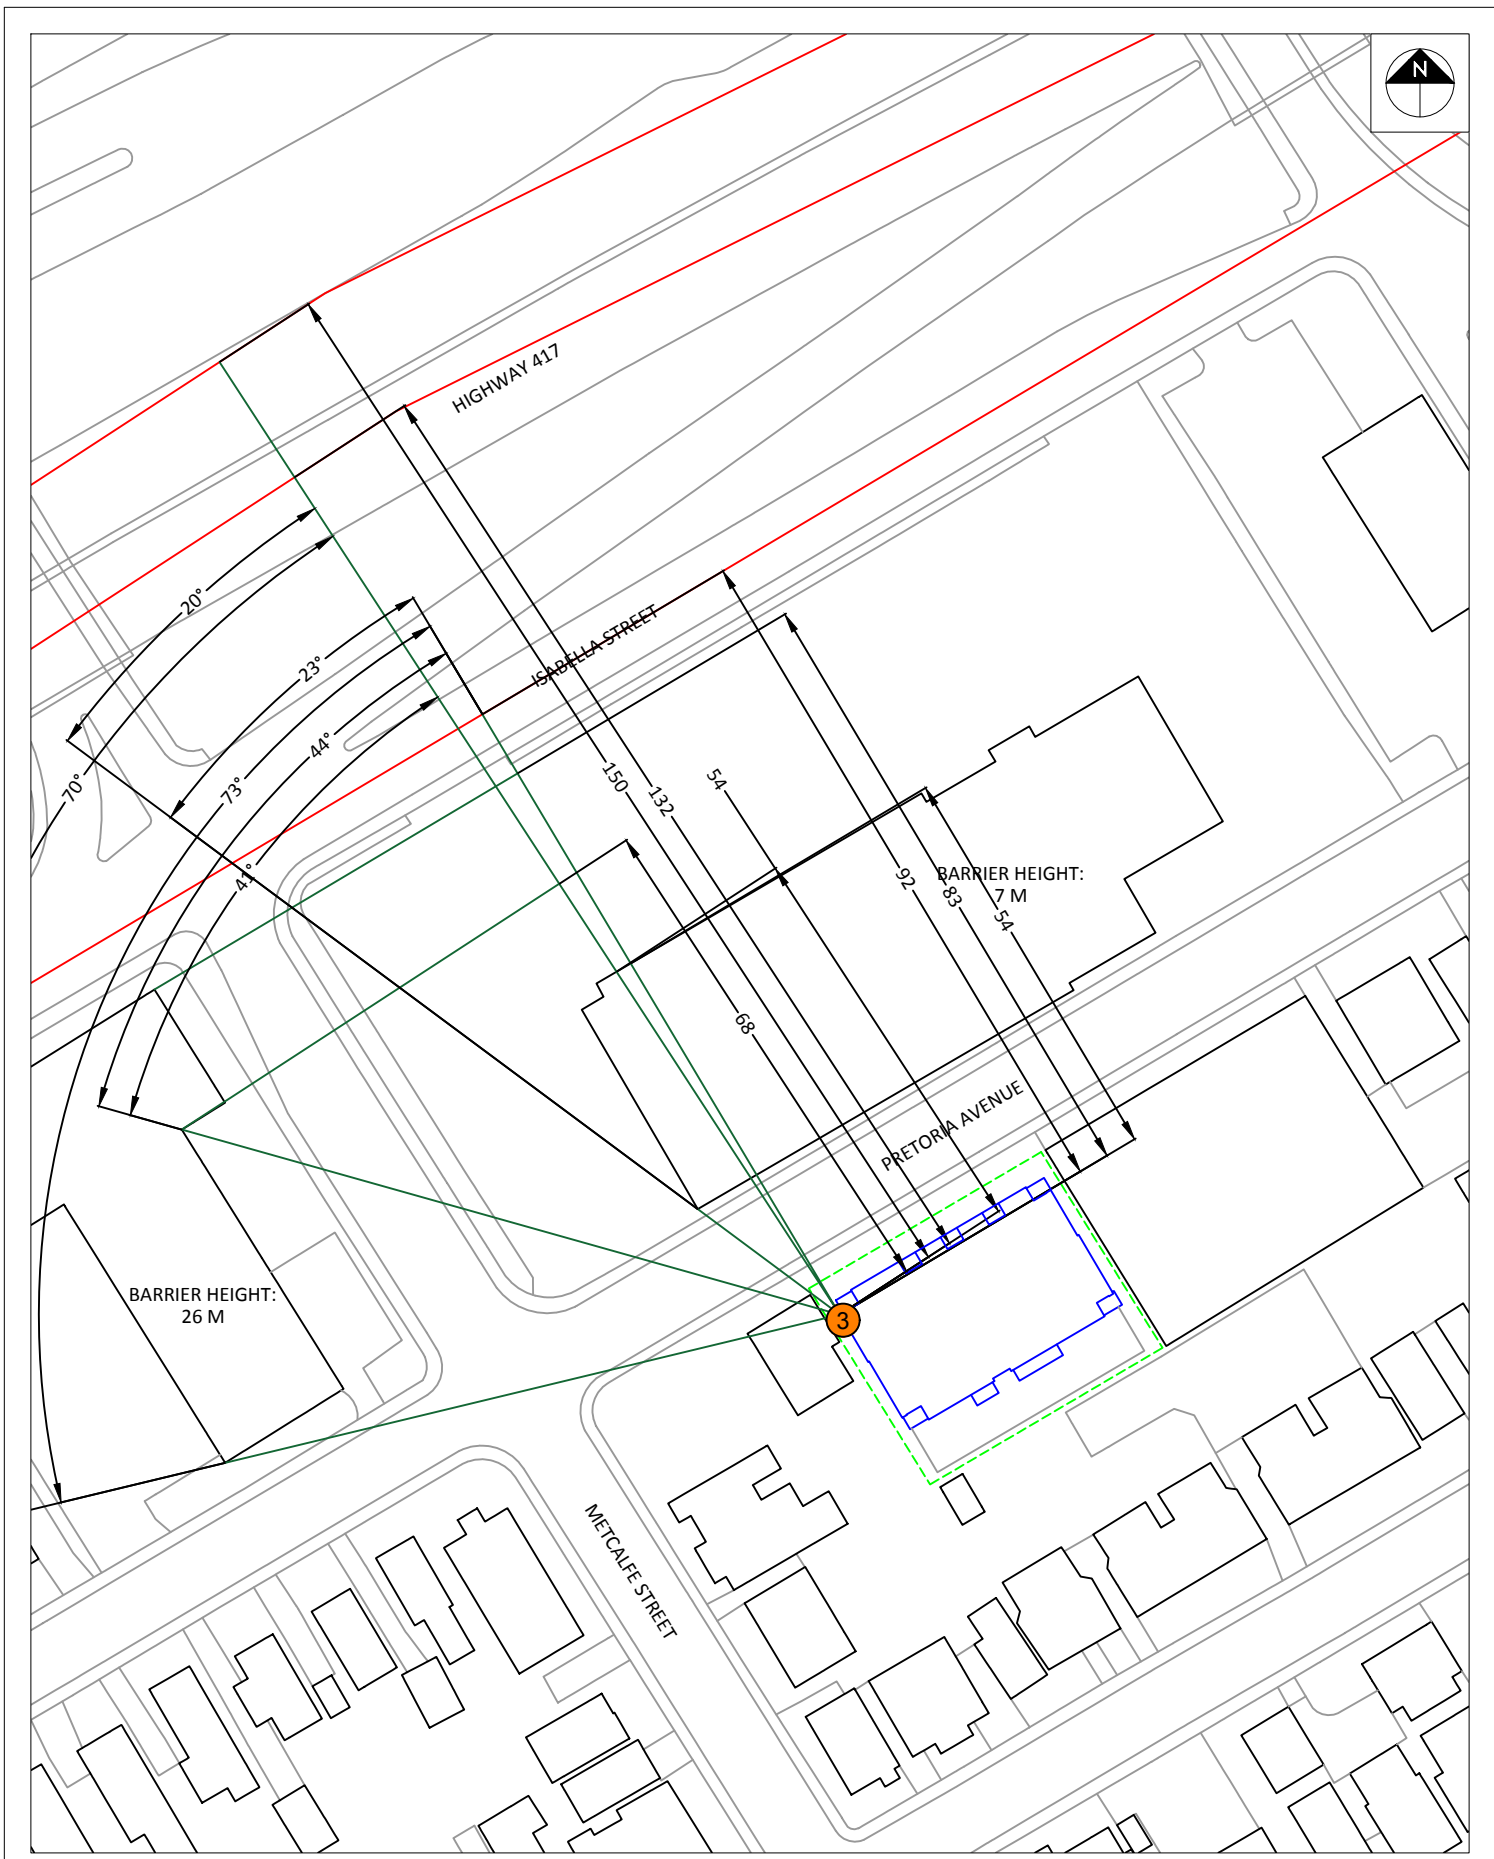 N
HIGHWAY 417
20°
ISABELLA STREET
23°
44°
73°
70°
150
132
54
41°
92
83
54
BARRIER HEIGHT:
7 M
68
PRETORIA AVENUE
BARRIER HEIGHT:
26 M
3
METCALFE STREET